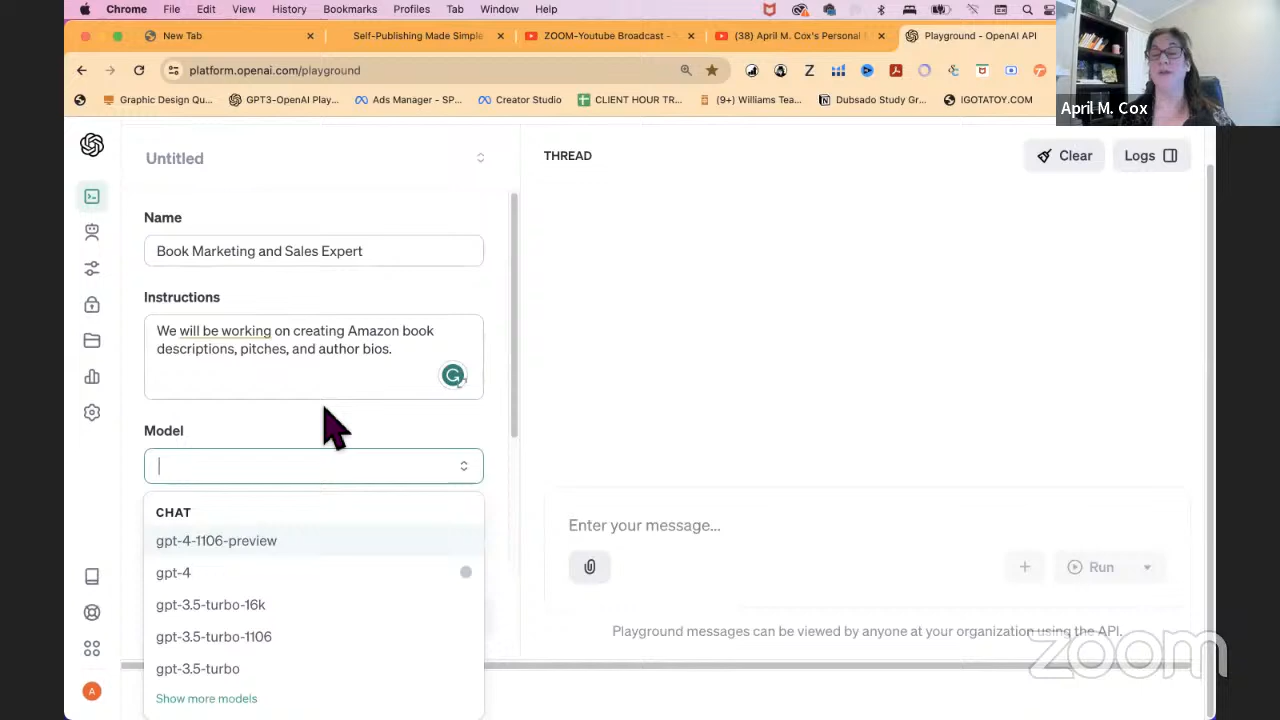 Chrome File Edit View History Bookmarks Profiles Tab Window Help
New Tab
Self-Publishing Made Simple
ZOOM-Youtube Broadcast -
(38) April M. Cox's Personal
Playground - OpenAI API
platform.openai.com/playground
Graphic Design Qu...
GPT3-OpenAI Play...
Ads Manager - SP...
Creator Studio
CLIENT HOUR TR...
(9+) Williams Tea...
Dubsado Study Gr...
IGOTATOY.COM
April M. Cox
Untitled
THREAD
Clear
Logs
Name
Book Marketing and Sales Expert
Instructions
We will be working on creating Amazon book
descriptions, pitches, and author bios.
Model
CHAT
gpt-4-1106-preview
gpt-4
gpt-3.5-turbo-16k
gpt-3.5-turbo-1106
gpt-3.5-turbo
Show more models
Enter your message...
Run
Playground messages can be viewed by anyone at your organization using the API.
zoom
A